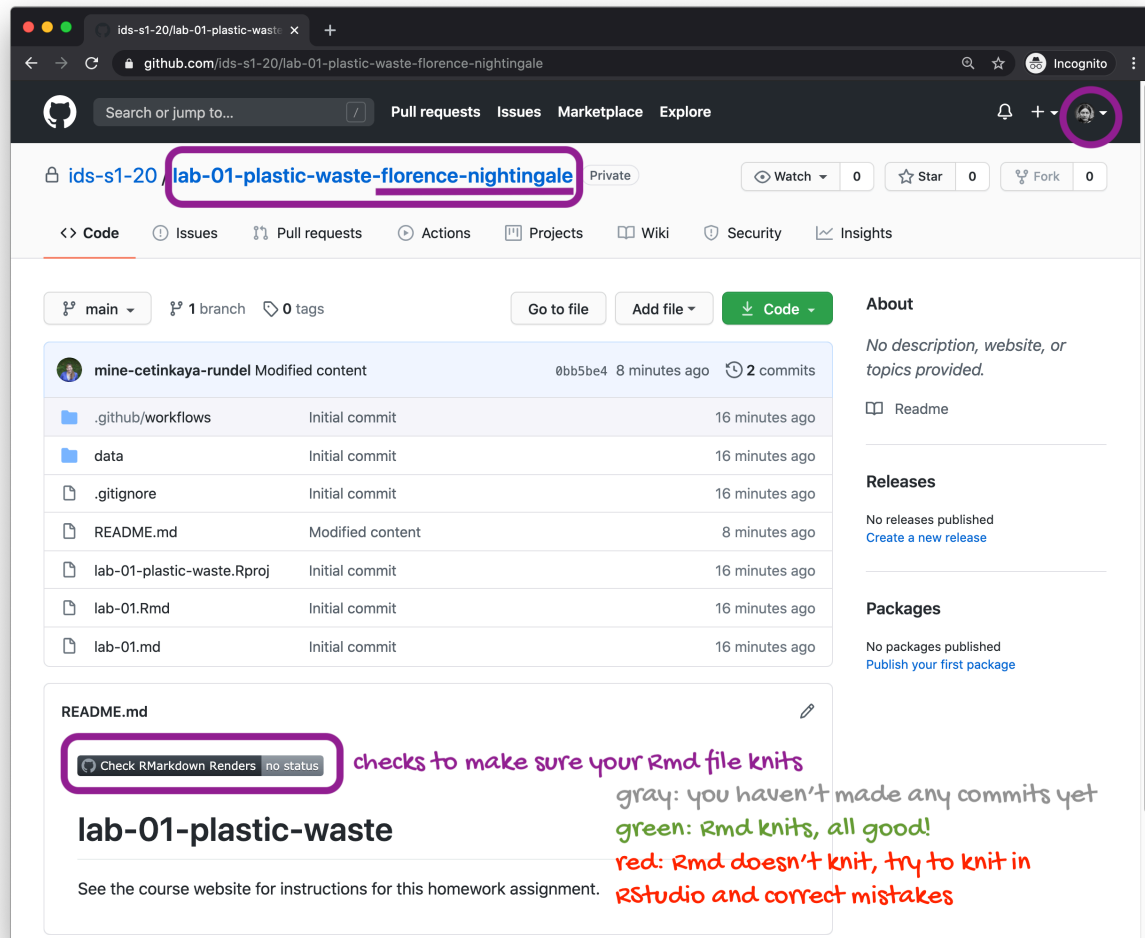 ids-s1-20/lab-01-plastic-waste
github.com/ids-s1-20/lab-01-plastic-waste-florence-nightingale
Incognito
Search or jump to...
/
Pull requests
Issues
Marketplace
Explore
ids-s1-20 / lab-01-plastic-waste-florence-nightingale
Private
Watch
0
Star
0
Fork
0
Code
Issues
Pull requests
Actions
Projects
Wiki
Security
Insights
main
1 branch
0 tags
Go to file
Add file
Code
mine-cetinkaya-rundel Modified content
0bb5be4 8 minutes ago
2 commits
.github/workflows
Initial commit
16 minutes ago
data
Initial commit
16 minutes ago
.gitignore
Initial commit
16 minutes ago
README.md
Modified content
8 minutes ago
lab-01-plastic-waste.Rproj
Initial commit
16 minutes ago
lab-01.Rmd
Initial commit
16 minutes ago
lab-01.md
Initial commit
16 minutes ago
About
No description, website, or
topics provided.
Readme
Releases
No releases published
Create a new release
Packages
No packages published
Publish your first package
README.md
Check RMarkdown Renders no status
checks to make sure your Rmd file knits
gray: you haven't made any commits yet
green: Rmd knits, all good!
red: Rmd doesn't knit, try to knit in
RStudio and correct mistakes
lab-01-plastic-waste
See the course website for instructions for this homework assignment.